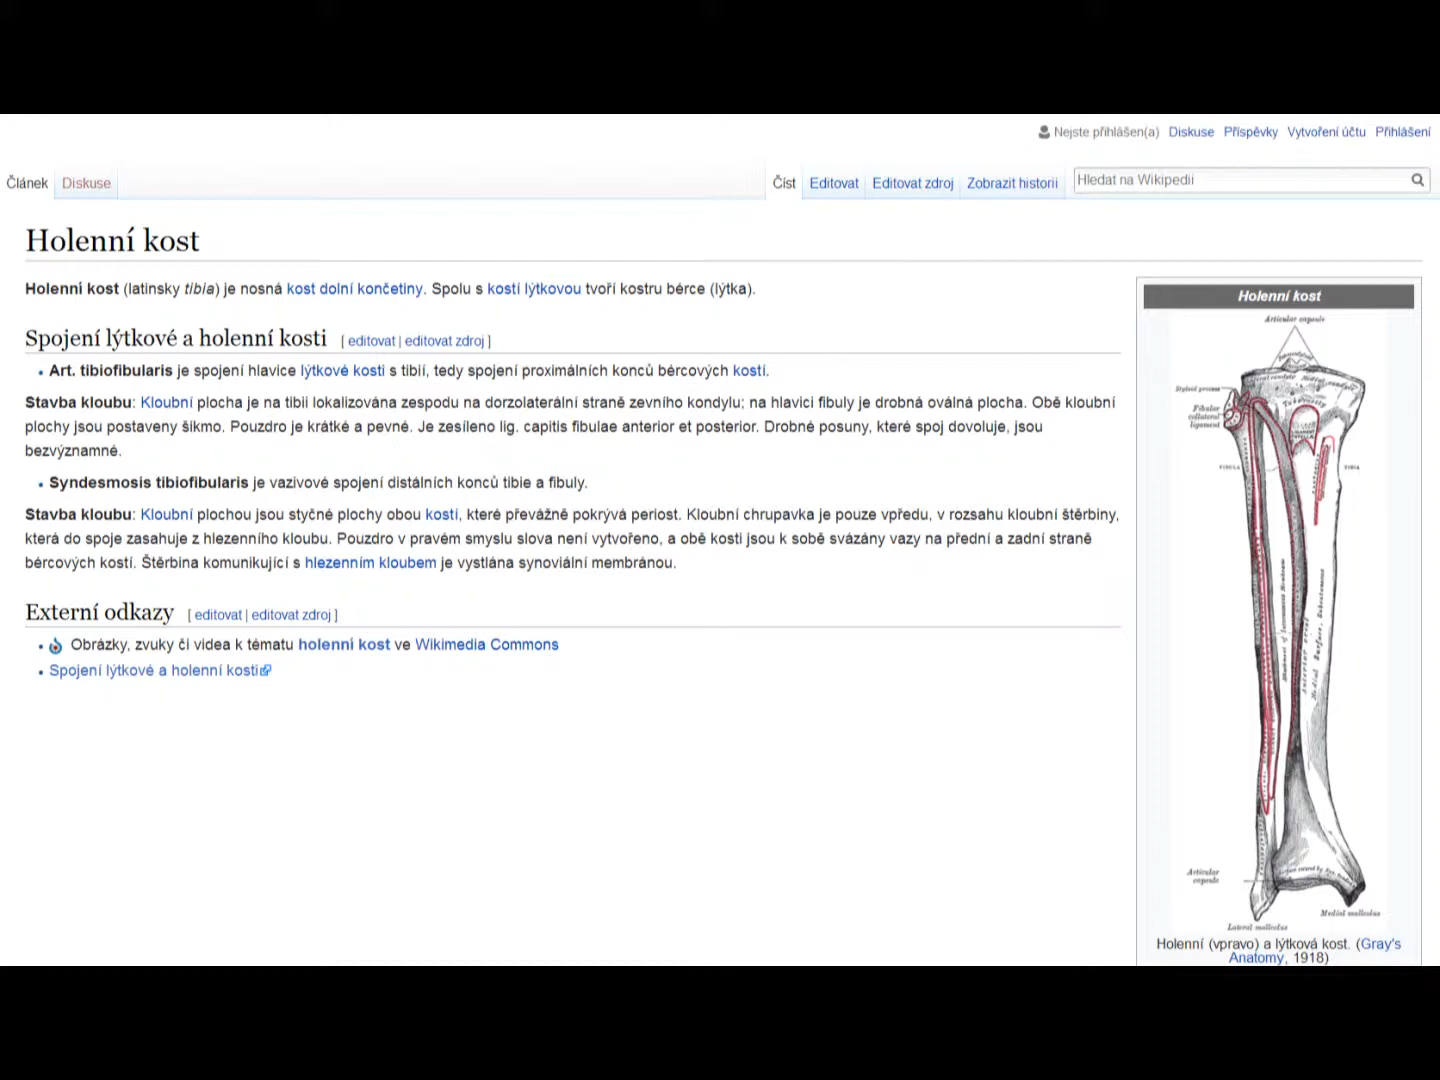 Nejste přihlášen(a) Diskuse Příspěvky Vytvoření účtu Přihlášení
Článek Diskuse Číst Editovat Editovat zdroj Zobrazit historii Hledat na Wikipedii
Holenní kost
Holenní kost (latinsky tibia) je nosná kost dolní končetiny. Spolu s kostí lýtkovou tvoří kostru bérce (lýtka).
Spojení lýtkové a holenní kosti [ editovat | editovat zdroj ]
• Art. tibiofibularis je spojení hlavice lýtkové kosti s tibií, tedy spojení proximálních konců bércových kostí.
Stavba kloubu: Kloubní plocha je na tibii lokalizována zespodu na dorzolaterální straně zevního kondylu; na hlavici fibuly je drobná oválná plocha. Obě kloubní
plochy jsou postaveny šikmo. Pouzdro je krátké a pevné. Je zesíleno lig. capitis fibulae anterior et posterior. Drobné posuny, které spoj dovoluje, jsou
bezvýznamné.
• Syndesmosis tibiofibularis je vazivové spojení distálních konců tibie a fibuly.
Stavba kloubu: Kloubní plochou jsou styčné plochy obou kostí, které převážně pokrývá periost. Kloubní chrupavka je pouze vpředu, v rozsahu kloubní štěrbiny,
která do spoje zasahuje z hlezenního kloubu. Pouzdro v pravém smyslu slova není vytvořeno, a obě kosti jsou k sobě svázány vazy na přední a zadní straně
bércových kostí. Štěrbina komunikující s hlezenním kloubem je vystlána synoviální membránou.
Externí odkazy [ editovat | editovat zdroj ]
• Obrázky, zvuky či videa k tématu holenní kost ve Wikimedia Commons
• Spojení lýtkové a holenní kosti
Holenní kost
Articular capsule
Styloid process
Fibular
collateral
ligament
FIBULA
TIBIA
Articular
capsule
Medial malleolus
Lateral malleolus
Holenní (vpravo) a lýtková kost. (Gray's
Anatomy, 1918)